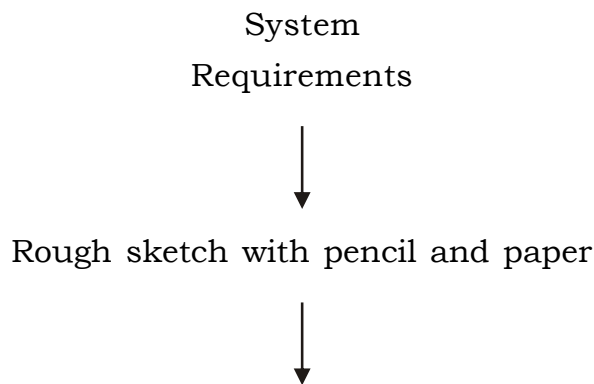 System
Requirements
Rough sketch with pencil and paper